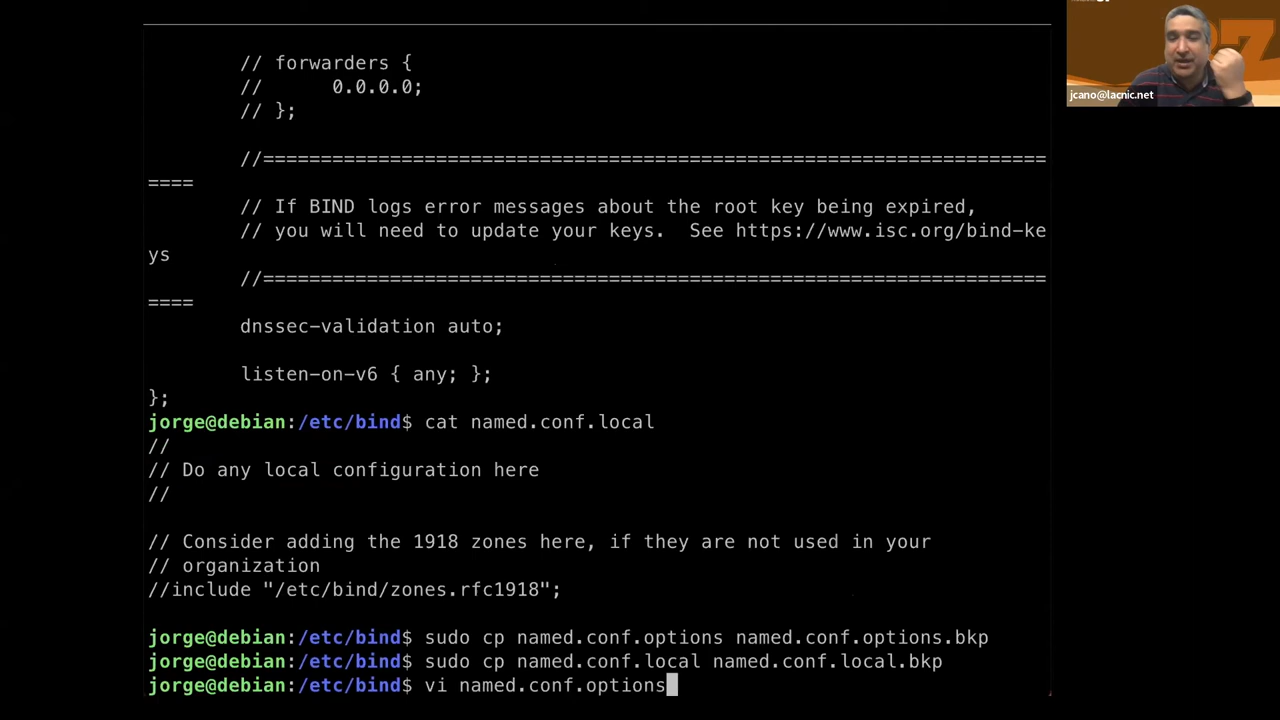 // forwarders {
//      0.0.0.0;
// };
//====================================================================
====
// If BIND logs error messages about the root key being expired,
// you will need to update your keys.  See https://www.isc.org/bind-ke
ys
//====================================================================
====
dnssec-validation auto;
listen-on-v6 { any; };
};
jorge@debian:/etc/bind$ cat named.conf.local
//
// Do any local configuration here
//
// Consider adding the 1918 zones here, if they are not used in your
// organization
//include "/etc/bind/zones.rfc1918";
jorge@debian:/etc/bind$ sudo cp named.conf.options named.conf.options.bkp
jorge@debian:/etc/bind$ sudo cp named.conf.local named.conf.local.bkp
jorge@debian:/etc/bind$ vi named.conf.options
jcano@lacnic.net